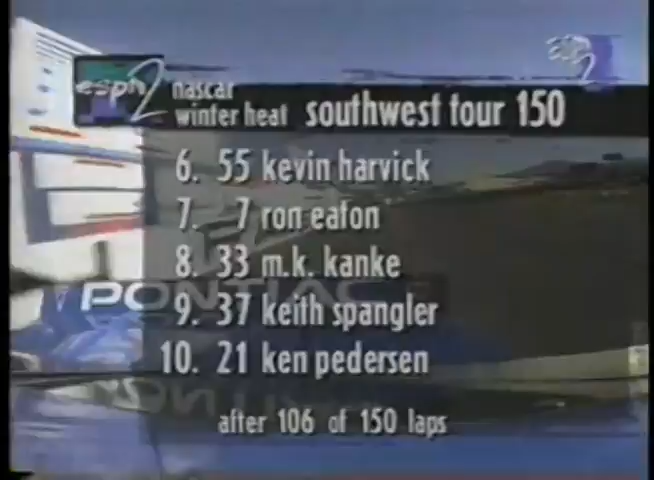 espn2
nascar
winter heat southwest tour 150
6. 55 kevin harvick
7. 7 ron eaton
8. 33 m.k. kanke
PONTIAC
9. 37 keith spangler
10. 21 ken pedersen
after 106 of 150 laps